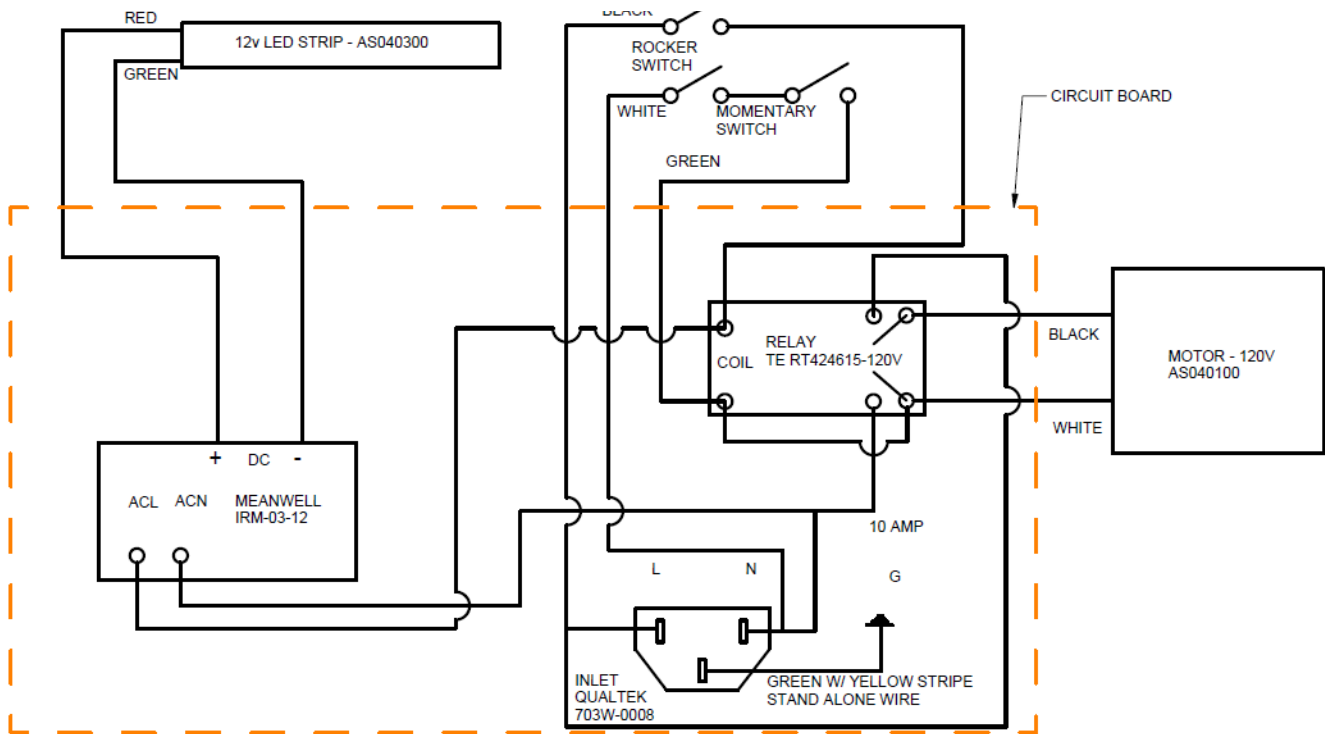 RED
12v LED STRIP - AS040300
GREEN
BLACK
ROCKER
SWITCH
WHITE
MOMENTARY
SWITCH
GREEN
CIRCUIT BOARD
COIL
RELAY
TE RT424615-120V
BLACK
WHITE
MOTOR - 120V
AS040100
+ DC -
ACL ACN
MEANWELL
IRM-03-12
10 AMP
L N
G
INLET
QUALTEK
703W-0008
GREEN W/ YELLOW STRIPE
STAND ALONE WIRE